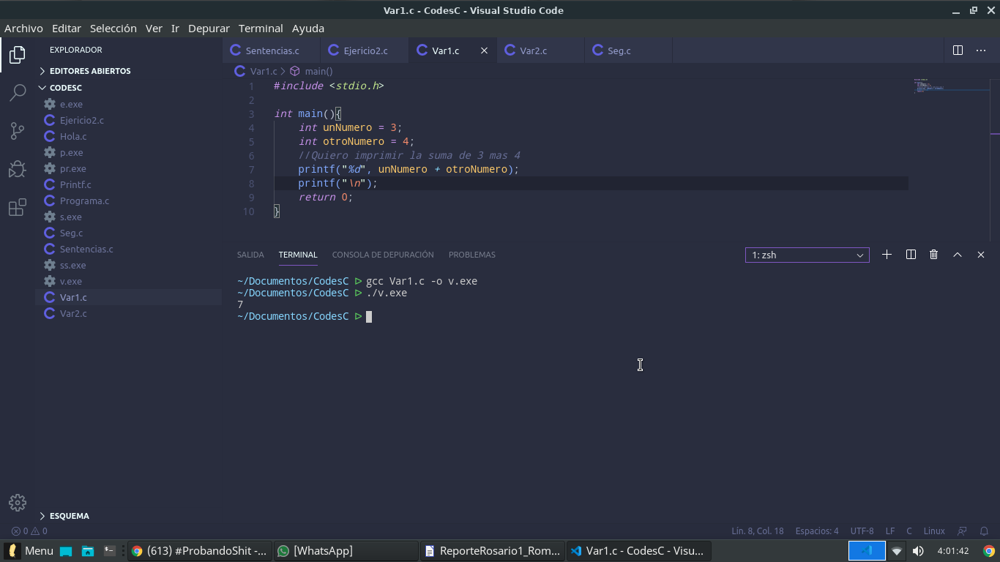 Var1.c - CodesC - Visual Studio Code
Archivo Editar Selección Ver Ir Depurar Terminal Ayuda
EXPLORADOR
EDITORES ABIERTOS
CODESC
e.exe
Ejericio2.c
Hola.c
p.exe
pr.exe
Printf.c
Programa.c
s.exe
Seg.c
Sentencias.c
ss.exe
v.exe
Var1.c
Var2.c
ESQUEMA
Sentencias.c Ejericio2.c Var1.c Var2.c Seg.c
Var1.c > main()
1 #include <stdio.h>
2
3 int main(){
4 int unNumero = 3;
5 int otroNumero = 4;
6 //Quiero imprimir la suma de 3 mas 4
7 printf("%d", unNumero + otroNumero);
8 printf("\n");
9 return 0;
10 }
SALIDA TERMINAL CONSOLA DE DEPURACIÓN PROBLEMAS 1: zsh
~/Documentos/CodesC ▷ gcc Var1.c -o v.exe
~/Documentos/CodesC ▷ ./v.exe
7
~/Documentos/CodesC ▷
0 0 Lín. 8, Col. 18 Espacios: 4 UTF-8 LF C Linux
Menu (613) #ProbandoShit -... [WhatsApp] ReporteRosario1_Rom... Var1.c - CodesC - Visu... 4:01:42